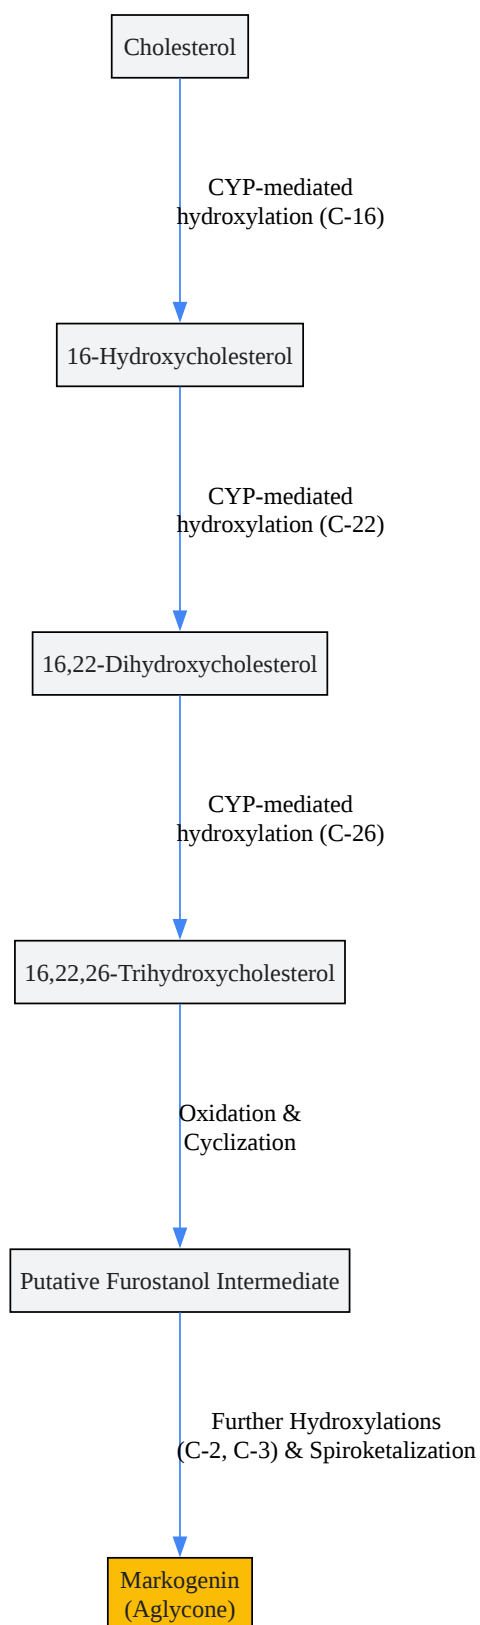 Cholesterol
CYP-mediated
hydroxylation (C-16)
16-Hydroxycholesterol
CYP-mediated
hydroxylation (C-22)
16,22-Dihydroxycholesterol
CYP-mediated
hydroxylation (C-26)
16,22,26-Trihydroxycholesterol
Oxidation &
Cyclization
Putative Furostanol Intermediate
Further Hydroxylations
(C-2, C-3) & Spiroketalization
Markogenin
(Aglycone)